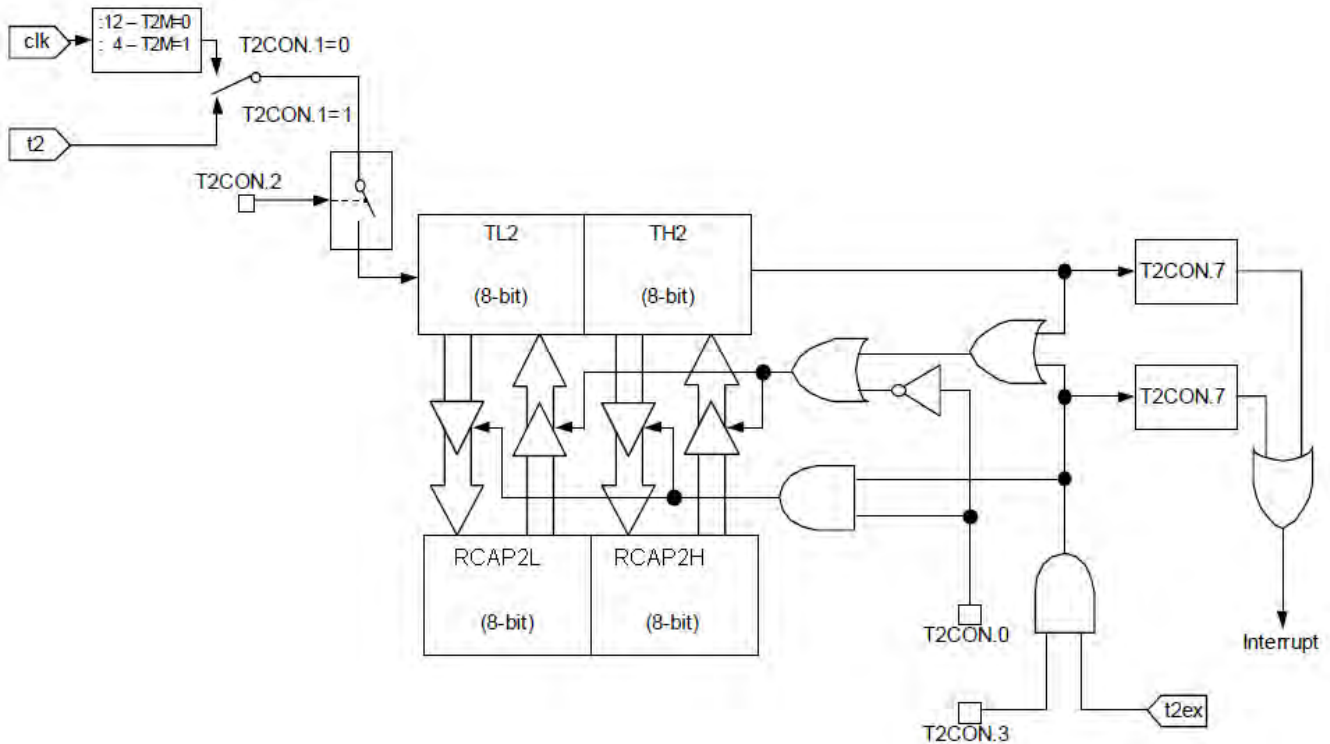 :12 – T2M=0
: 4 – T2M=1
clk
T2CON.1=0
T2CON.1=1
t2
T2CON.2
TL2
TH2
(8-bit)
(8-bit)
T2CON.7
T2CON.7
RCAP2L
RCAP2H
(8-bit)
(8-bit)
T2CON.0
Interrupt
t2ex
T2CON.3